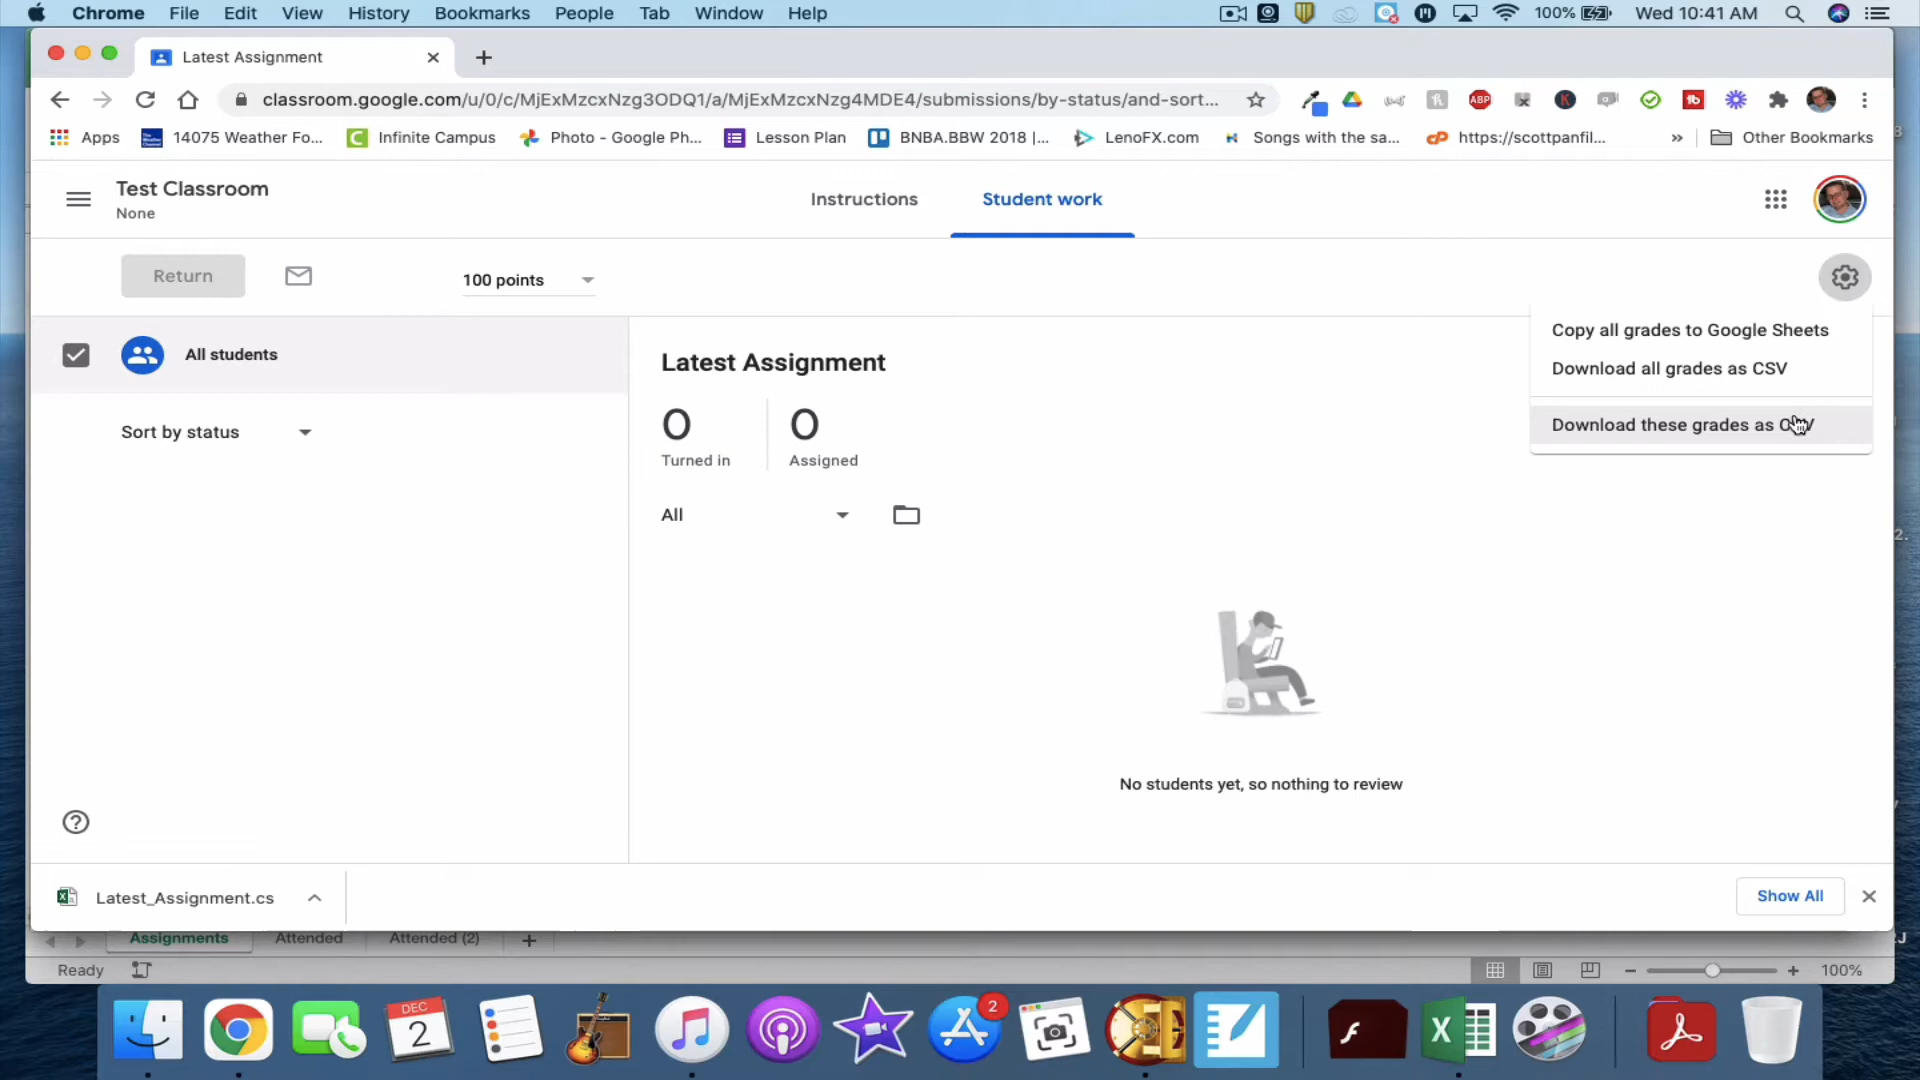 Chrome File Edit View History Bookmarks People Tab Window Help 100% Wed 10:41 AM
Latest Assignment
classroom.google.com/u/0/c/MjExMzcxNzg3ODQ1/a/MjExMzcxNzg4MDE4/submissions/by-status/and-sort...
Apps 14075 Weather Fo... Infinite Campus Photo - Google Ph... Lesson Plan BNBA.BBW 2018 |... LenoFX.com Songs with the sa... https://scottpanfil... » Other Bookmarks
Test Classroom
None
Instructions Student work
Return 100 points
Copy all grades to Google Sheets
Download all grades as CSV
Download these grades as
All students
Sort by status
Latest Assignment
0 0
Turned in Assigned
All
No students yet, so nothing to review
Latest_Assignment.cs Show All
Assignments Attended Attended (2)
Ready 100%
DEC
2
2